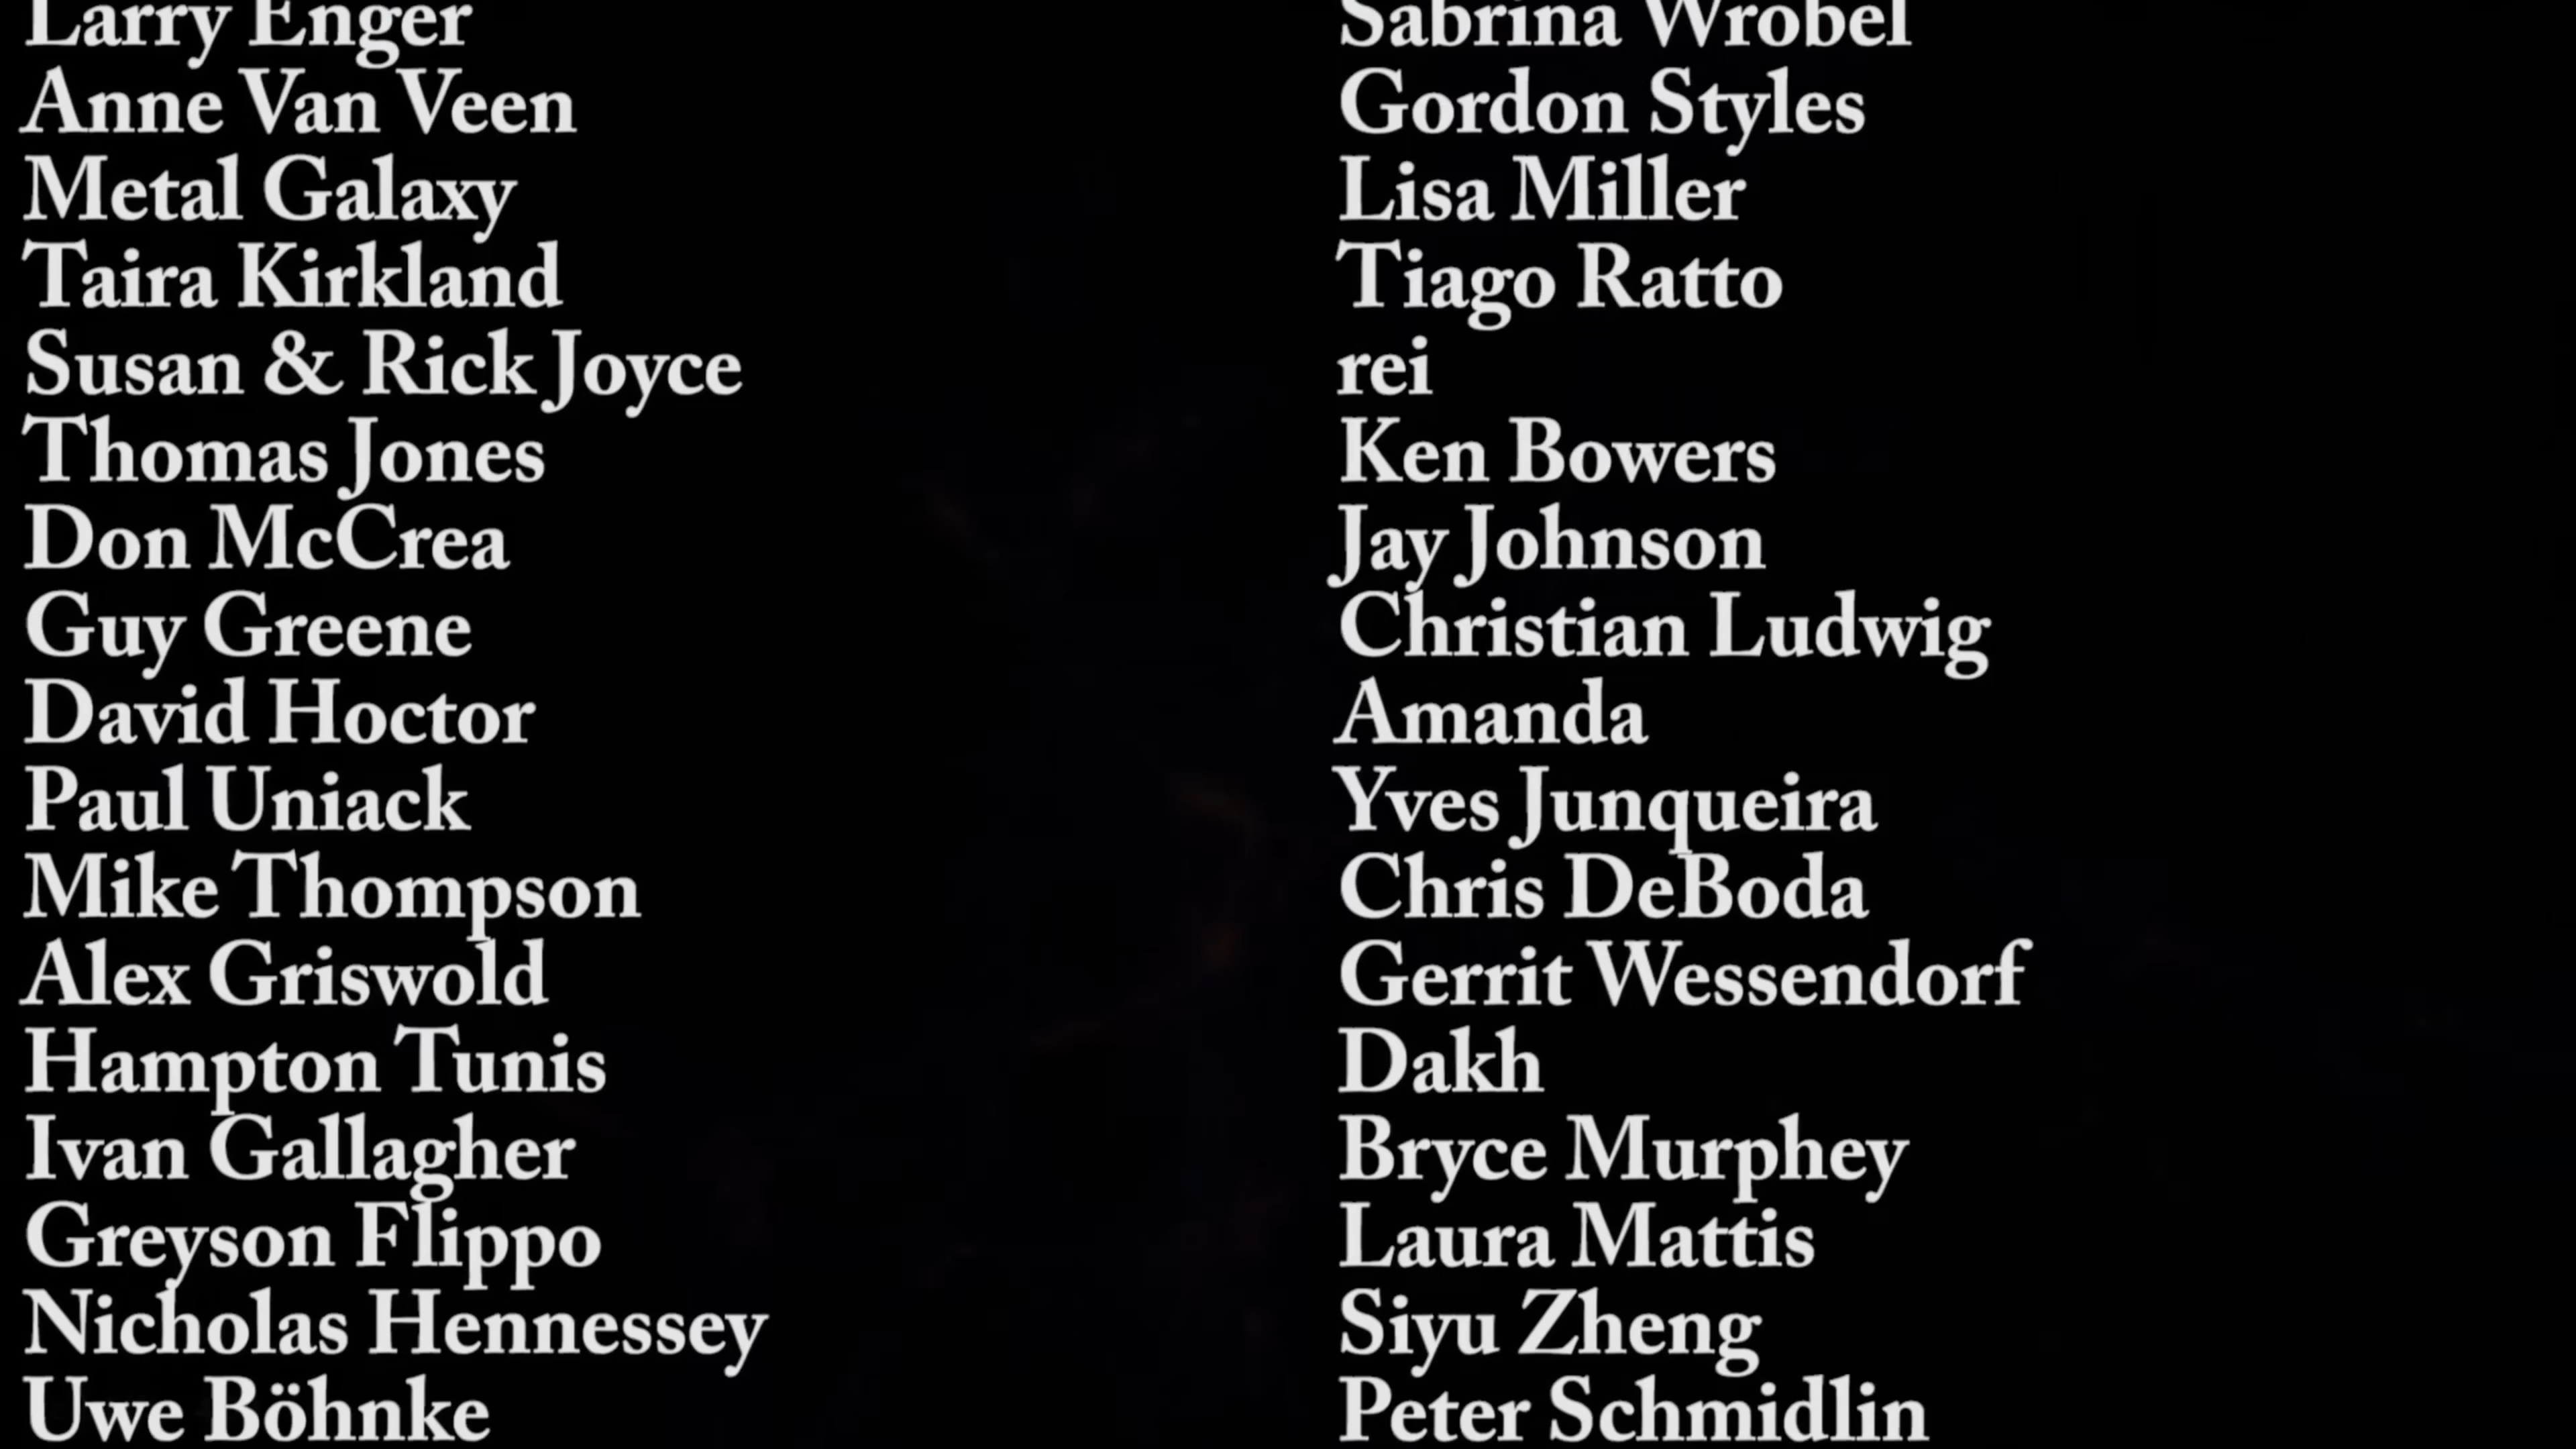 Larry Enger
Anne Van Veen
Metal Galaxy
Taira Kirkland
Susan & Rick Joyce
Thomas Jones
Don McCrea
Guy Greene
David Hoctor
Paul Uniack
Mike Thompson
Alex Griswold
Hampton Tunis
Ivan Gallagher
Greyson Flippo
Nicholas Hennessey
Uwe Böhnke
Sabrina Wrobel
Gordon Styles
Lisa Miller
Tiago Ratto
rei
Ken Bowers
Jay Johnson
Christian Ludwig
Amanda
Yves Junqueira
Chris DeBoda
Gerrit Wessendorf
Dakh
Bryce Murphey
Laura Mattis
Siyu Zheng
Peter Schmidlin